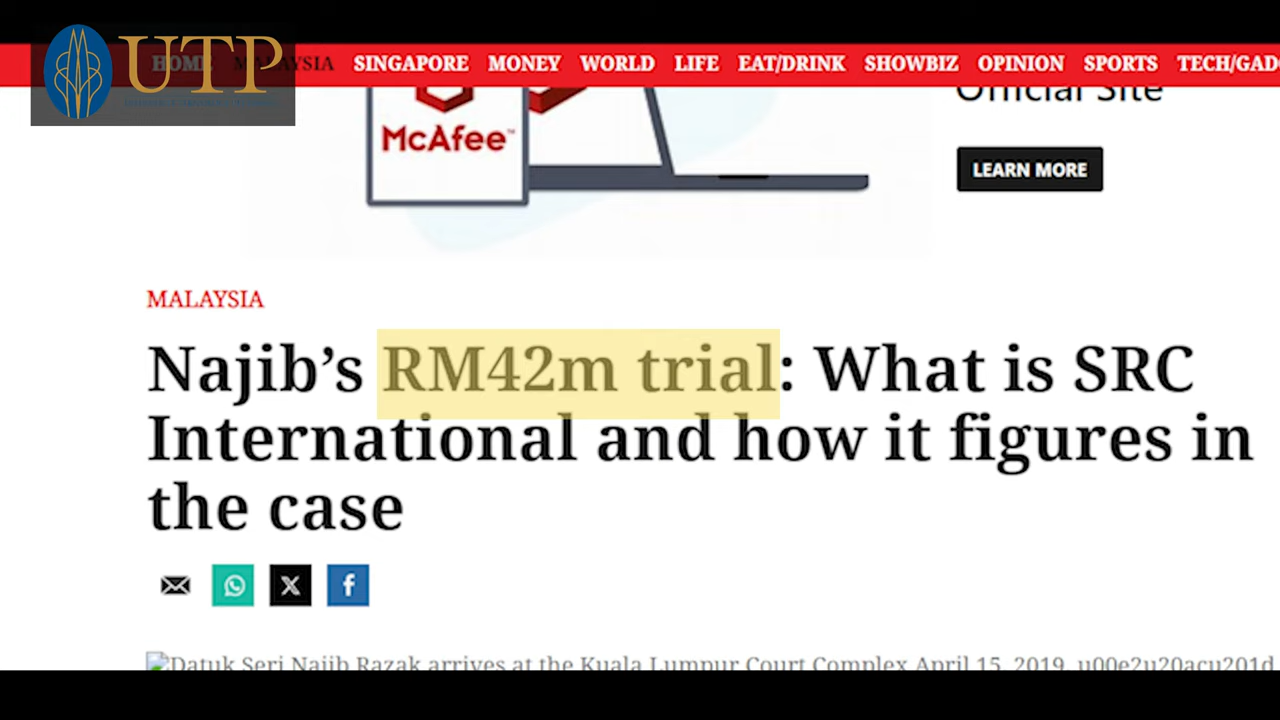 UTP
HOME MALAYSIA SINGAPORE MONEY WORLD LIFE EAT/DRINK SHOWBIZ OPINION SPORTS
Official Site
McAfee™
LEARN MORE
MALAYSIA
Najib’s RM42m trial: What is SRC
International and how it figures in
the case
Datuk Seri Najib Razak arrives at the Kuala Lumpur Court Complex April 15, 2019. u00e2u20acu201d